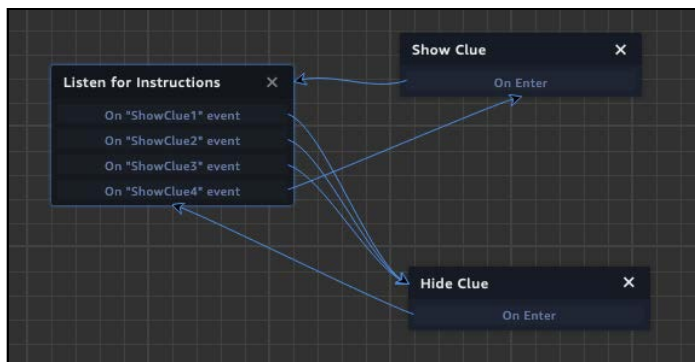 Listen for Instructions
On "ShowClue1" event
On "ShowClue2" event
On "ShowClue3" event
On "ShowClue4" event
Show Clue
On Enter
Hide Clue
On Enter